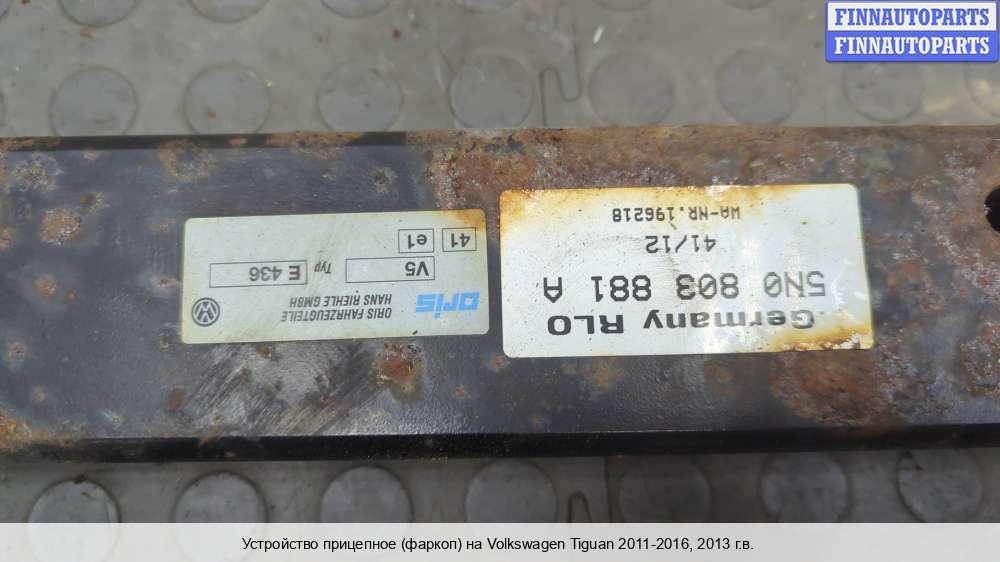 FINNAUTOPARTS
FINNAUTOPARTS
oris
ORIS FAHRZEUGTEILE
HANS RIEHLE GMBH
V5
Typ
E 436
41
e1
.Germany RLO
5N0 803 881 A
41/12
WA-NR.196218
Устройство прицепное (фаркоп) на Volkswagen Tiguan 2011-2016, 2013 г.в.